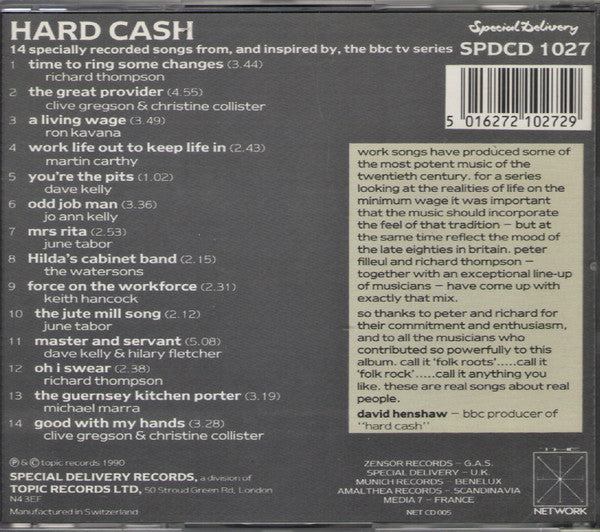 HARD CASH
Special Delivery
14 specially recorded songs from, and inspired by, the bbc tv series
SPDCD 1027
1 time to ring some changes (3.44)
richard thompson
2 the great provider (4.55)
clive gregson & christine collister
3 a living wage (3.49)
ron kavana
4 work life out to keep life in (2.43)
martin carthy
5 you're the pits (1.02)
dave kelly
6 odd job man (3.36)
jo ann kelly
7 mrs rita (2.53)
june tabor
8 Hilda's cabinet band (2.15)
the watersons
9 force on the workforce (2.31)
keith hancock
10 the jute mill song (2.12)
june tabor
11 master and servant (5.08)
dave kelly & hilary fletcher
12 oh i swear (2.38)
richard thompson
13 the guernsey kitchen porter (3.19)
michael marra
14 good with my hands (3.28)
clive gregson & christine collister
5 016272 102729
work songs have produced some of
the most potent music of the
twentieth century. for a series
looking at the realities of life on the
minimum wage it was important
that the music should incorporate
the feel of that tradition – but at
the same time reflect the mood of
the late eighties in britain. peter
filleul and richard thompson –
together with an exceptional line-up
of musicians – have come up with
exactly that mix.
so thanks to peter and richard for
their commitment and enthusiasm,
and to all the musicians who
contributed so powerfully to this
album. call it 'folk roots'.....call it
'folk rock'.....call it anything you
like. these are real songs about real
people.
david henshaw – bbc producer of
"hard cash"
Ⓟ & © topic records 1990
SPECIAL DELIVERY RECORDS, a division of
TOPIC RECORDS LTD, 50 Stroud Green Rd, London
N4 3EF
Manufactured in Switzerland
ZENSOR RECORDS – G.A.S.
SPECIAL DELIVERY – U.K.
MUNICH RECORDS – BENELUX
AMALTHEA RECORDS – SCANDINAVIA
MEDIA 7 – FRANCE
NET CD 005
THE
NETWORK